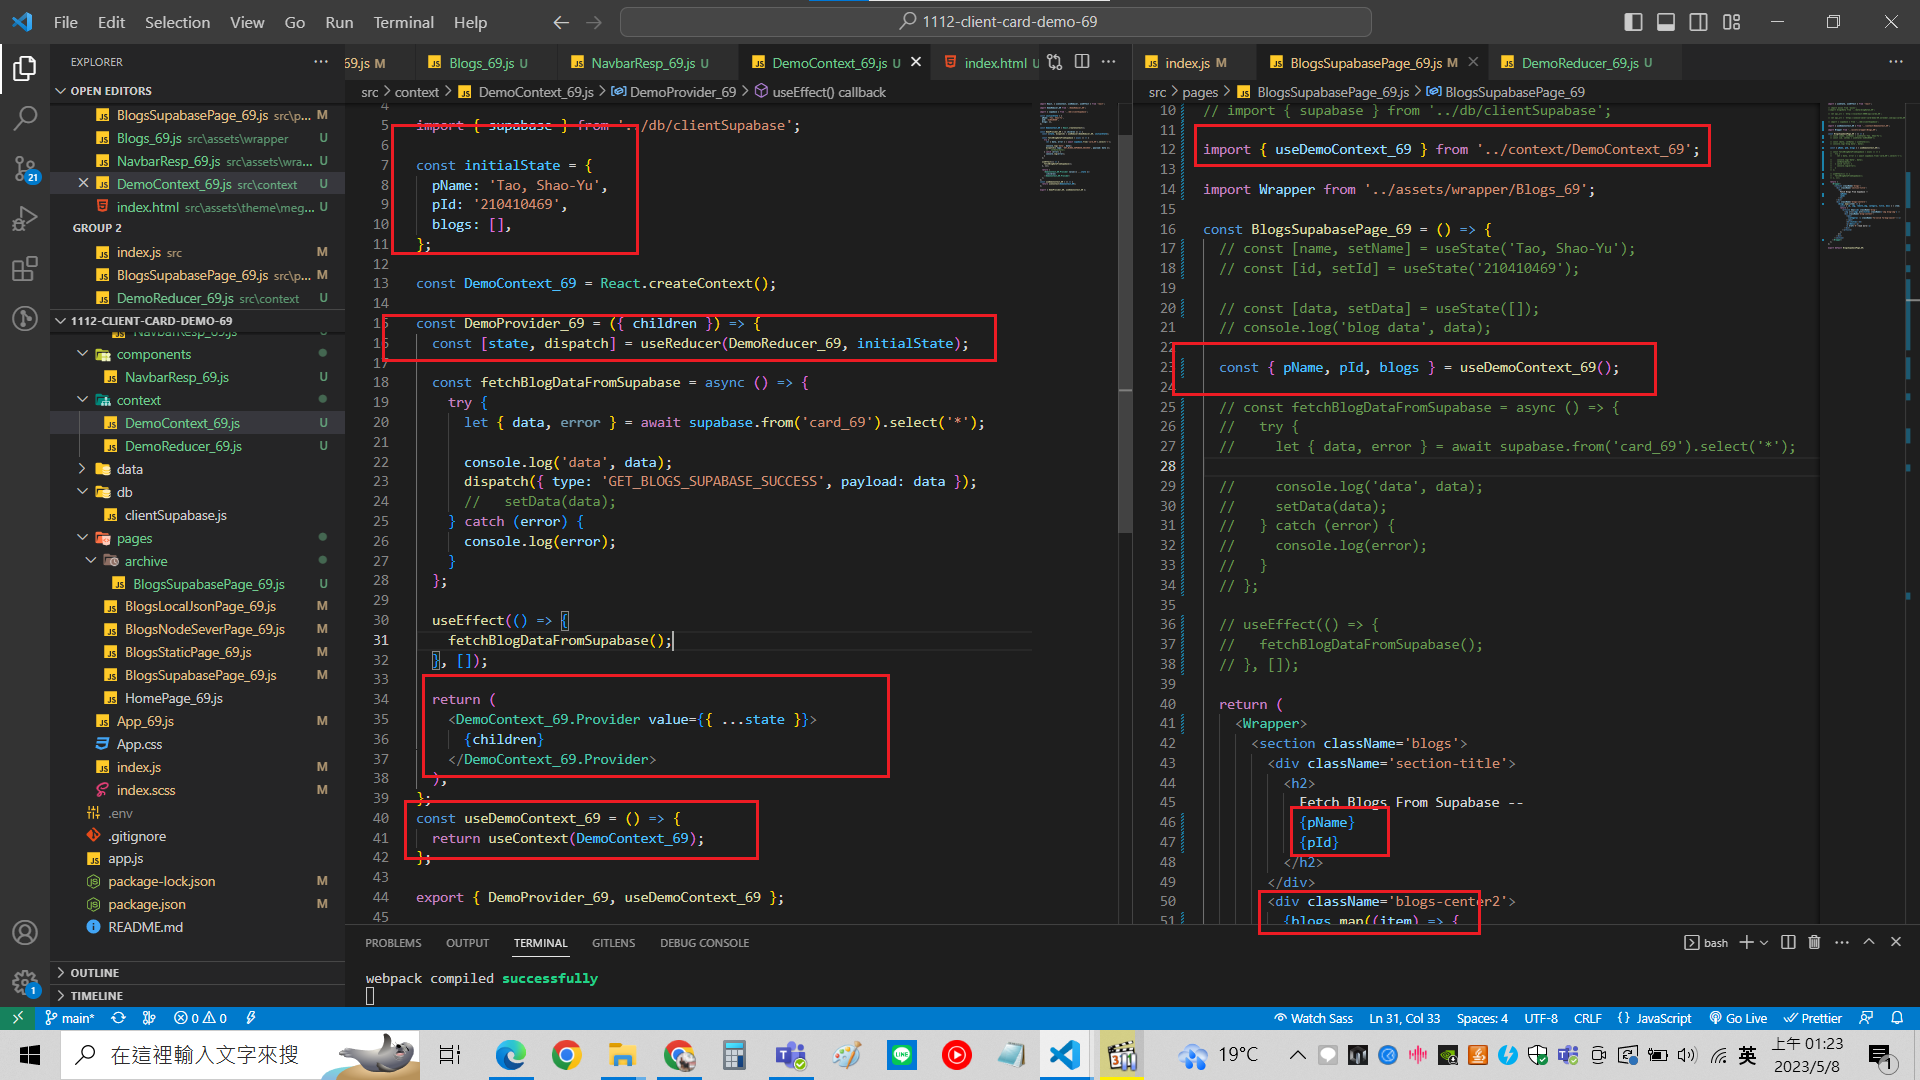 File Edit Selection View Go Run Terminal Help
1112-client-card-demo-69
EXPLORER
OPEN EDITORS
BlogsSupabasePage_69.js src\p... M
Blogs_69.js src\assets\wrapper U
NavbarResp_69.js src\assets\wra... U
DemoContext_69.js src\context U
index.html src\assets\theme\meg... U
GROUP 2
index.js src M
BlogsSupabasePage_69.js src\p... M
DemoReducer_69.js src\context U
1112-CLIENT-CARD-DEMO-69
NavbarResp_69.js U
components
NavbarResp_69.js U
context
DemoContext_69.js U
DemoReducer_69.js U
data
db
clientSupabase.js
pages
archive
BlogsSupabasePage_69.js U
BlogsLocalJsonPage_69.js M
BlogsNodeSeverPage_69.js M
BlogsStaticPage_69.js M
BlogsSupabasePage_69.js M
HomePage_69.js
App_69.js M
App.css
index.js M
index.scss M
.env
.gitignore
app.js
package-lock.json M
package.json M
README.md
OUTLINE
TIMELINE
69.js M Blogs_69.js U NavbarResp_69.js U DemoContext_69.js U index.html U
src > context > DemoContext_69.js > DemoProvider_69 > useEffect() callback
4
5 import { supabase } from '../db/clientSupabase';
6
7 const initialState = {
8 pName: 'Tao, Shao-Yu',
9 pId: '210410469',
10 blogs: [],
11 };
12
13 const DemoContext_69 = React.createContext();
14
15 const DemoProvider_69 = ({ children }) => {
16 const [state, dispatch] = useReducer(DemoReducer_69, initialState);
17
18 const fetchBlogDataFromSupabase = async () => {
19 try {
20 let { data, error } = await supabase.from('card_69').select('*');
21
22 console.log('data', data);
23 dispatch({ type: 'GET_BLOGS_SUPABASE_SUCCESS', payload: data });
24 // setData(data);
25 } catch (error) {
26 console.log(error);
27 }
28 };
29
30 useEffect(() => {
31 fetchBlogDataFromSupabase();
32 }, []);
33
34 return (
35 <DemoContext_69.Provider value={{ ...state }}>
36 {children}
37 </DemoContext_69.Provider>
38 );
39 };
40 const useDemoContext_69 = () => {
41 return useContext(DemoContext_69);
42 };
43
44 export { DemoProvider_69, useDemoContext_69 };
45
index.js M BlogsSupabasePage_69.js M DemoReducer_69.js U
src > pages > BlogsSupabasePage_69.js > BlogsSupabasePage_69
10 // import { supabase } from '../db/clientSupabase';
11
12 import { useDemoContext_69 } from '../context/DemoContext_69';
13
14 import Wrapper from '../assets/wrapper/Blogs_69';
15
16 const BlogsSupabasePage_69 = () => {
17 // const [name, setName] = useState('Tao, Shao-Yu');
18 // const [id, setId] = useState('210410469');
19
20 // const [data, setData] = useState([]);
21 // console.log('blog data', data);
22
23 const { pName, pId, blogs } = useDemoContext_69();
24
25 // const fetchBlogDataFromSupabase = async () => {
26 // try {
27 // let { data, error } = await supabase.from('card_69').select('*');
28
29 // console.log('data', data);
30 // setData(data);
31 // } catch (error) {
32 // console.log(error);
33 // }
34 // };
35
36 // useEffect(() => {
37 // fetchBlogDataFromSupabase();
38 // }, []);
39
40 return (
41 <Wrapper>
42 <section className='blogs'>
43 <div className='section-title'>
44 <h2>
45 Fetch Blogs From Supabase --
46 {pName}
47 {pId}
48 </h2>
49 </div>
50 <div className='blogs-center2'>
51 {blogs.map((item) => {
PROBLEMS OUTPUT TERMINAL GITLENS DEBUG CONSOLE
bash
webpack compiled successfully
21
1
main* 0 0 Watch Sass Ln 31, Col 33 Spaces: 4 UTF-8 CRLF {} JavaScript Go Live Prettier
在這裡輸入文字來搜
19°C 英 上午 01:23
2023/5/8
1